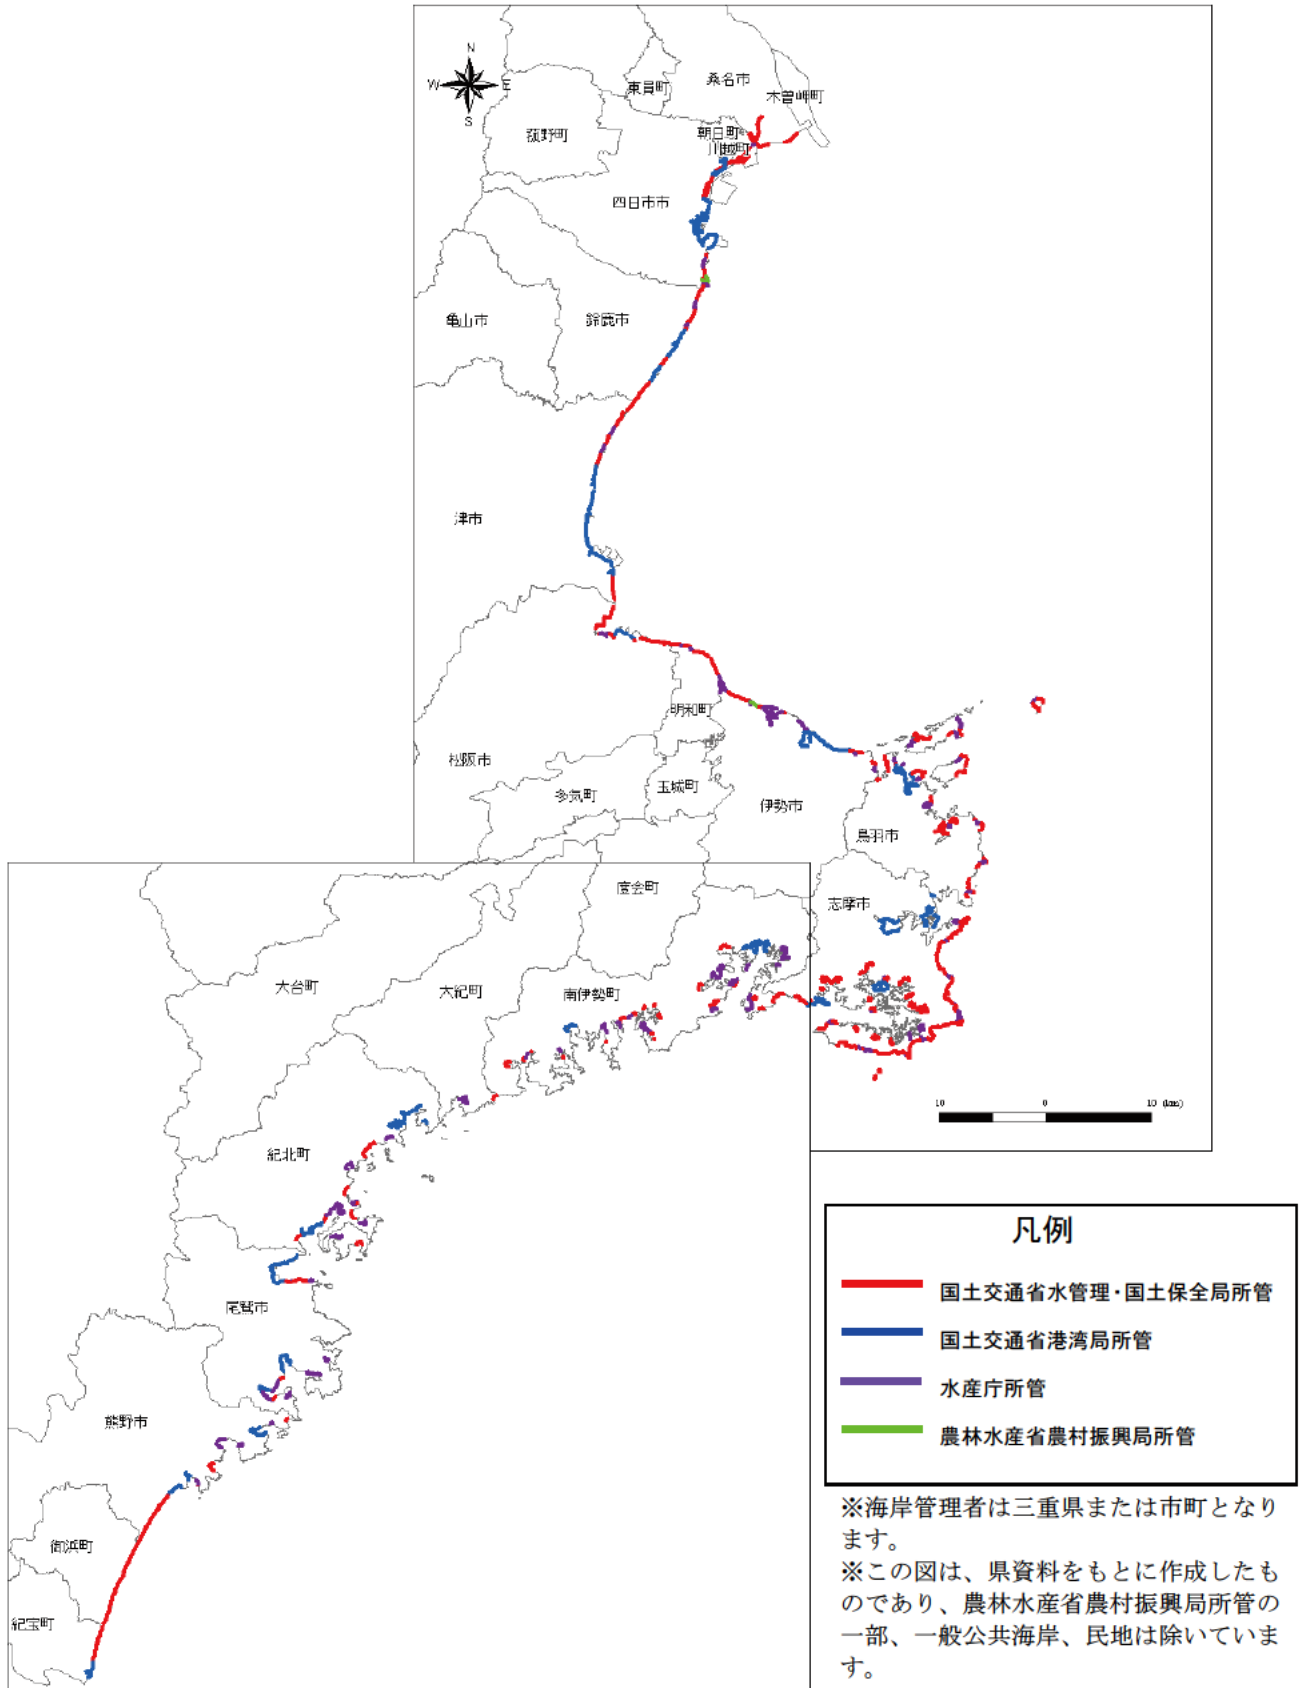 N
W
E
S
桑名市
東員町
木曽岬町
菰野町
朝日町
川越町
四日市市
亀山市
鈴鹿市
津市
明和町
松阪市
多気町
玉城町
伊勢市
鳥羽市
度会町
志摩市
大台町
大紀町
南伊勢町
10 0 10 (km)
紀北町
尾鷲市
熊野市
御浜町
紀宝町
凡例
国土交通省水管理・国土保全局所管
国土交通省港湾局所管
水産庁所管
農林水産省農村振興局所管
※海岸管理者は三重県または市町となり
ます。
※この図は、県資料をもとに作成したも
のであり、農林水産省農村振興局所管の
一部、一般公共海岸、民地は除いていま
す。